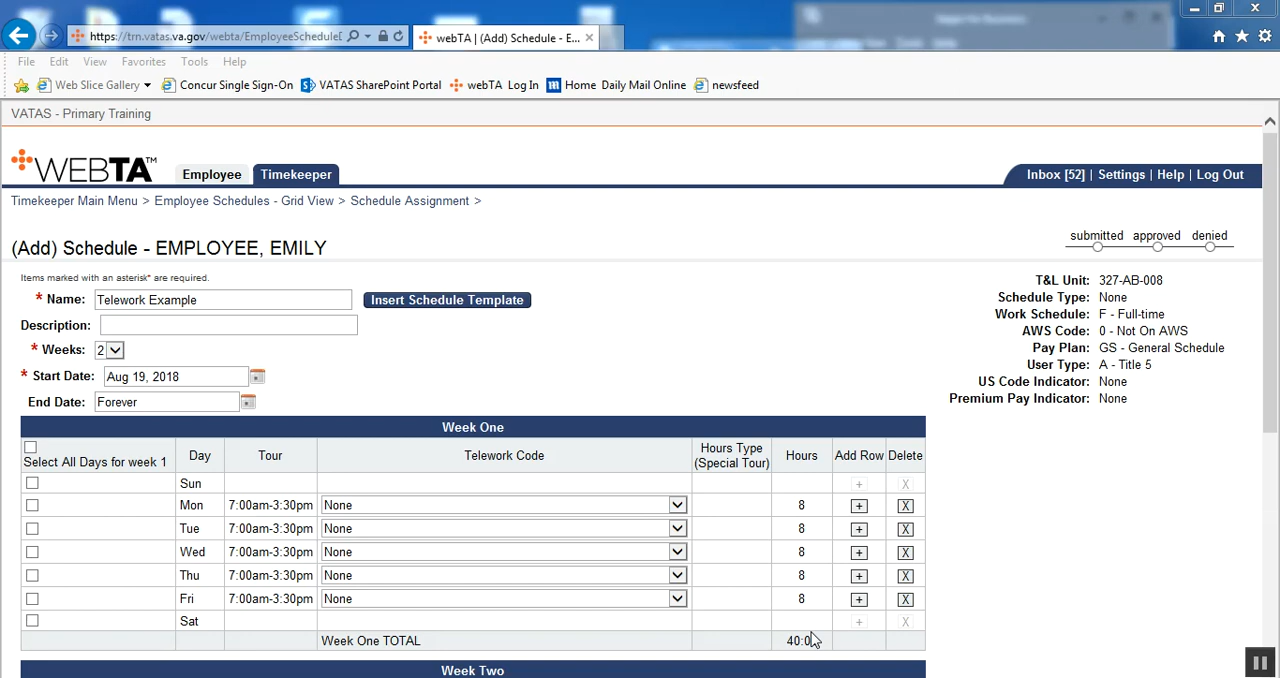 https://trn.vatas.va.gov/webta/EmployeeScheduleD
webTA | (Add) Schedule - E...
File Edit View Favorites Tools Help
Web Slice Gallery Concur Single Sign-On VATAS SharePoint Portal webTA Log In Home Daily Mail Online newsfeed
VATAS - Primary Training
WEBTA™ Employee Timekeeper Inbox [52] | Settings | Help | Log Out
Timekeeper Main Menu > Employee Schedules - Grid View > Schedule Assignment >
submitted approved denied
(Add) Schedule - EMPLOYEE, EMILY
Items marked with an asterisk* are required.
* Name: Telework Example Insert Schedule Template
Description:
* Weeks: 2
* Start Date: Aug 19, 2018
End Date: Forever
T&L Unit: 327-AB-008
Schedule Type: None
Work Schedule: F - Full-time
AWS Code: 0 - Not On AWS
Pay Plan: GS - General Schedule
User Type: A - Title 5
US Code Indicator: None
Premium Pay Indicator: None
Week One
Select All Days for week 1 Day Tour Telework Code Hours Type (Special Tour) Hours Add Row Delete
Sun + X
Mon 7:00am-3:30pm None 8 + X
Tue 7:00am-3:30pm None 8 + X
Wed 7:00am-3:30pm None 8 + X
Thu 7:00am-3:30pm None 8 + X
Fri 7:00am-3:30pm None 8 + X
Sat + X
Week One TOTAL 40:0
Week Two